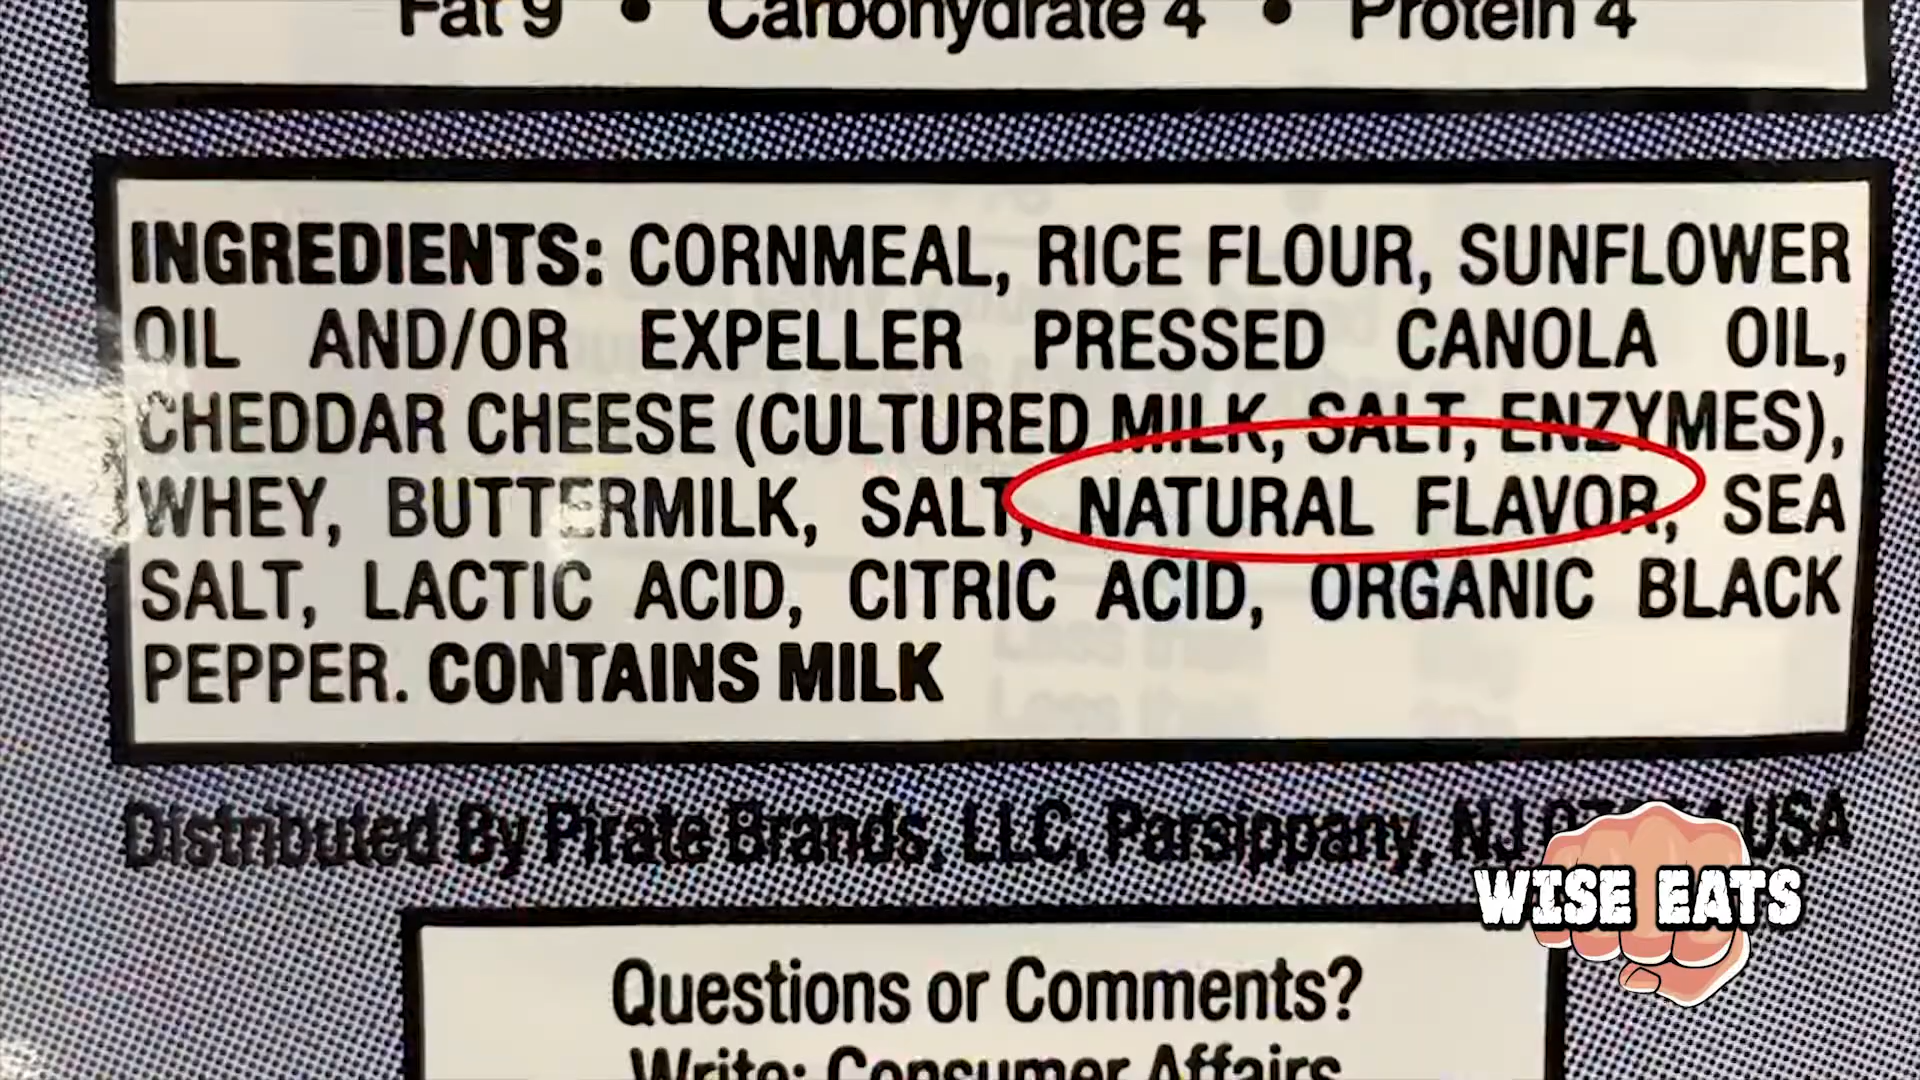 Fat 9 • Carbohydrate 4 • Protein 4
INGREDIENTS: CORNMEAL, RICE FLOUR, SUNFLOWER
OIL AND/OR EXPELLER PRESSED CANOLA OIL,
CHEDDAR CHEESE (CULTURED MILK, SALT, ENZYMES),
WHEY, BUTTERMILK, SALT, NATURAL FLAVOR, SEA
SALT, LACTIC ACID, CITRIC ACID, ORGANIC BLACK
PEPPER. CONTAINS MILK
Distributed By Pirate Brands, LLC, Parsippany, NJ USA
WISE EATS
Questions or Comments?
Write: Consumer Affairs